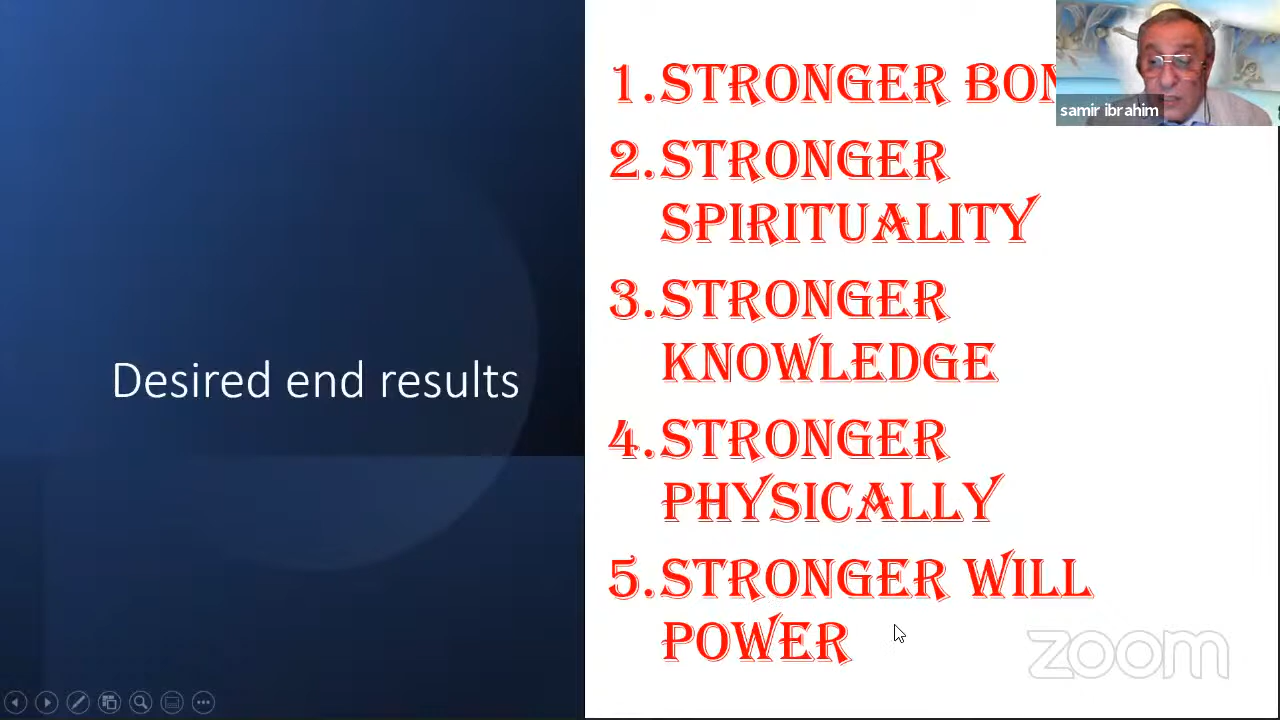 Desired end results
1. STRONGER
2. STRONGER
SPIRITUALITY
3. STRONGER
KNOWLEDGE
4. STRONGER
PHYSICALLY
5. STRONGER WILL
POWER
samir ibrahim
zoom